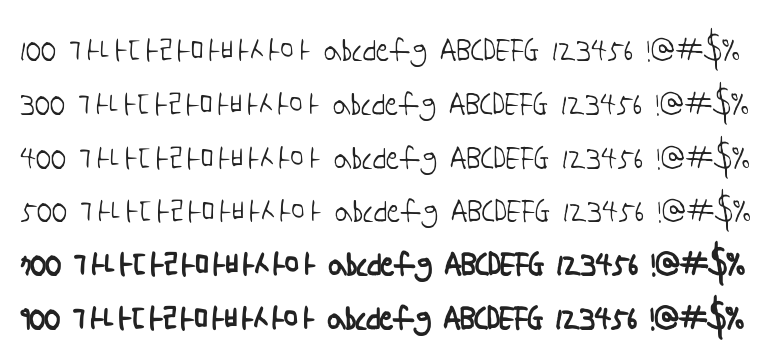 100 가나다라마바사아 abcdefg ABCDEFG 123456 !@#$%
300 가나다라마바사아 abcdefg ABCDEFG 123456 !@#$%
400 가나다라마바사아 abcdefg ABCDEFG 123456 !@#$%
500 가나다라마바사아 abcdefg ABCDEFG 123456 !@#$%
700 가나다라마바사아 abcdefg ABCDEFG 123456 !@#$%
900 가나다라마바사아 abcdefg ABCDEFG 123456 !@#$%